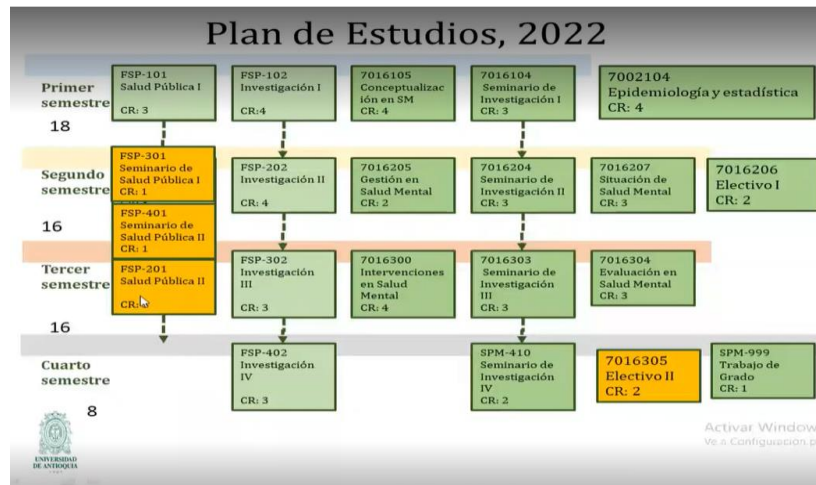 Plan de Estudios, 2022
Primer
semestre
18
FSP-101
Salud Pública I
CR: 3
FSP-102
Investigación I
CR:4
7016105
Conceptualizac
ión en SM
CR: 4
7016104
Seminario de
Investigación I
CR: 3
7002104
Epidemiología y estadística
CR: 4
Segundo
semestre
16
FSP-301
Seminario de
Salud Pública I
CR: 1
FSP-401
Seminario de
Salud Pública II
CR: 1
FSP-202
Investigación II
CR: 4
7016205
Gestión en
Salud Mental
CR: 2
7016204
Seminario de
Investigación II
CR: 3
7016207
Situación de
Salud Mental
CR: 3
7016206
Electivo I
CR: 2
Tercer
semestre
16
FSP-201
Salud Pública II
CR:
FSP-302
Investigación
III
CR: 3
7016300
Intervenciones
en Salud
Mental
CR: 4
7016303
Seminario de
Investigación
III
CR: 3
7016304
Evaluación en
Salud Mental
CR: 3
Cuarto
semestre
8
FSP-402
Investigación
IV
CR: 3
SPM-410
Seminario de
Investigación
IV
CR: 2
7016305
Electivo II
CR: 2
SPM-999
Trabajo de
Grado
CR: 1
UNIVERSIDAD
DE ANTIOQUIA
Activar Window
Ve a Configuración p